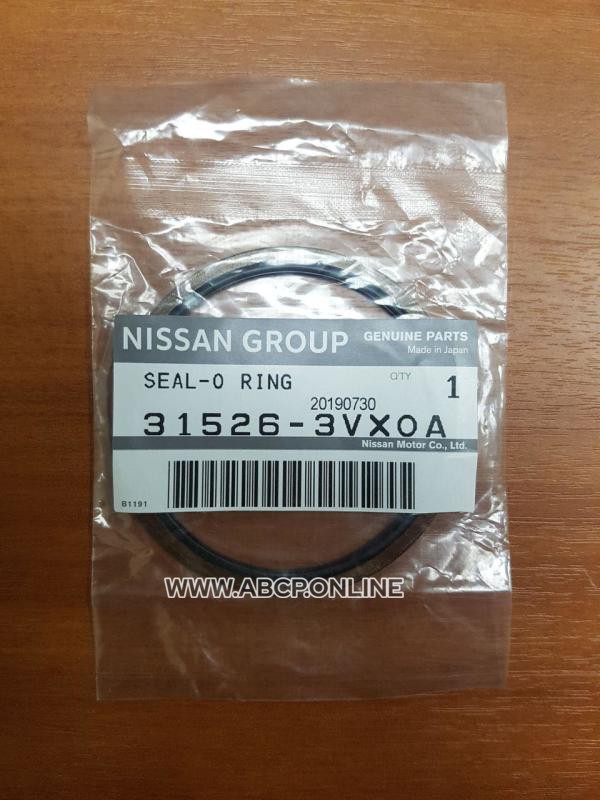 NISSAN GROUP
GENUINE PARTS
Made in Japan
SEAL-O RING
Q'TY
1
20190730
31526-3VX0A
Nissan Motor Co., Ltd.
B1191
WWW.ABCP.ONLINE